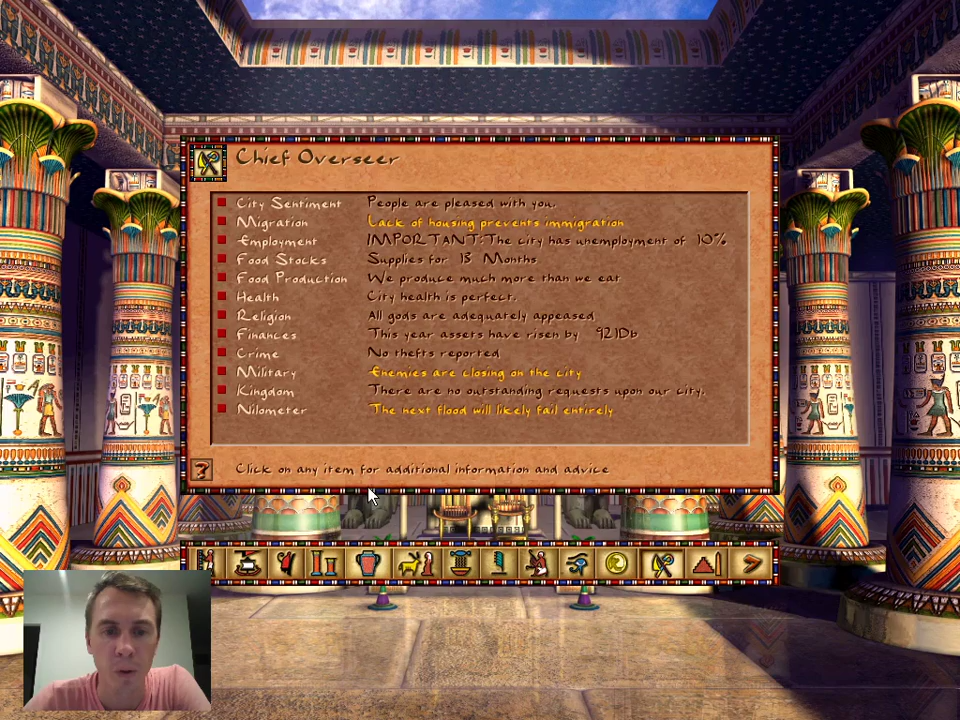 Chief Overseer
City Sentiment People are pleased with you.
Migration Lack of housing prevents immigration
Employment IMPORTANT:The city has unemployment of 10%
Food Stocks Supplies for 13 Months
Food Production We produce much more than we eat
Health City health is perfect.
Religion All gods are adequately appeased
Finances This year assets have risen by 921Db
Crime No thefts reported
Military Enemies are closing on the city
Kingdom There are no outstanding requests upon our city.
Nilometer The next flood will likely fail entirely
? Click on any item for additional information and advice